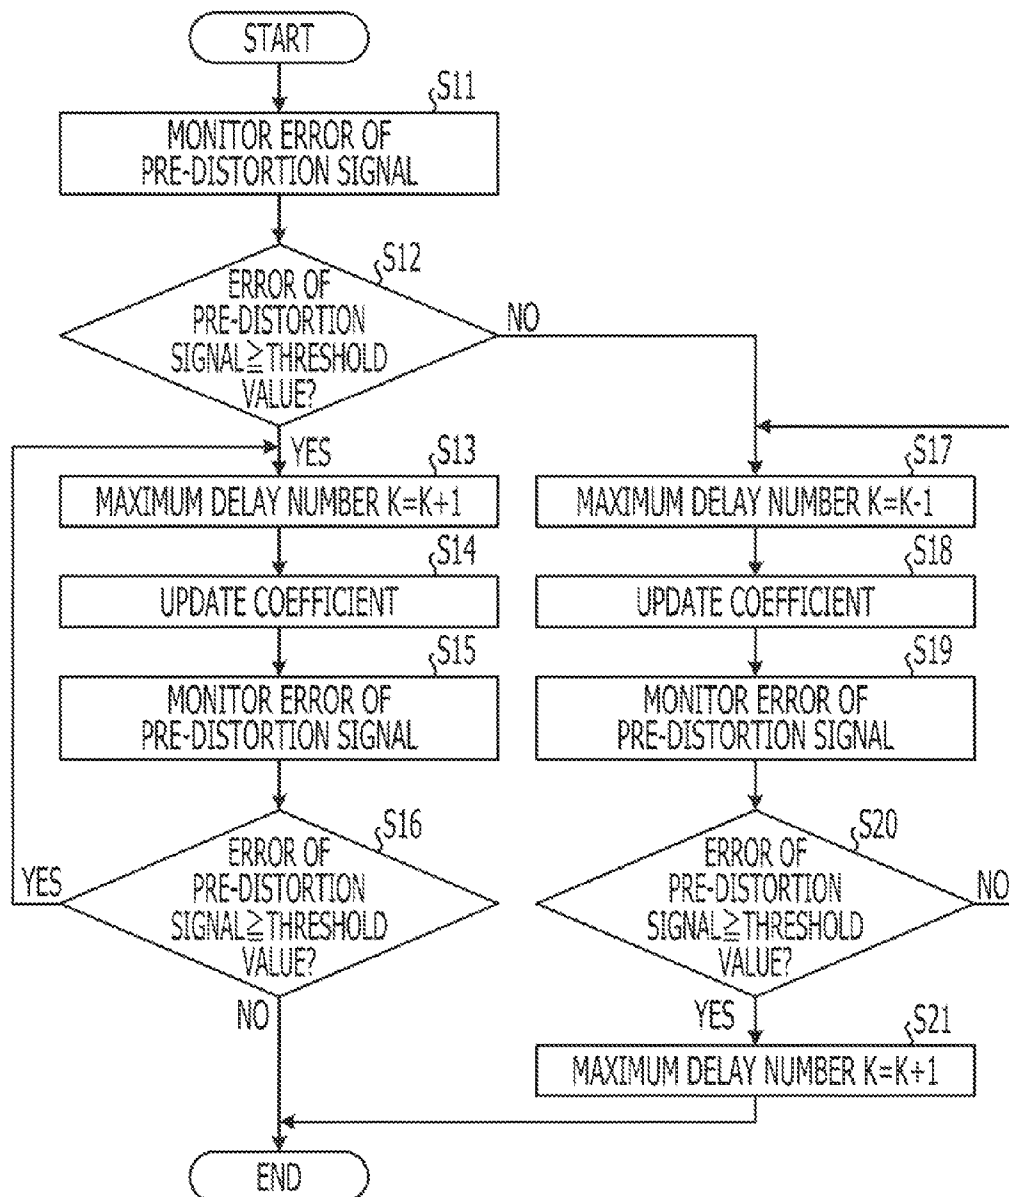 START
S11
MONITOR ERROR OF
PRE-DISTORTION SIGNAL
S12
ERROR OF
PRE-DISTORTION
SIGNAL≧THRESHOLD
VALUE?
NO
YES
S13
MAXIMUM DELAY NUMBER K=K+1
S14
UPDATE COEFFICIENT
S15
MONITOR ERROR OF
PRE-DISTORTION SIGNAL
S16
ERROR OF
PRE-DISTORTION
SIGNAL≧THRESHOLD
VALUE?
YES
NO
S17
MAXIMUM DELAY NUMBER K=K-1
S18
UPDATE COEFFICIENT
S19
MONITOR ERROR OF
PRE-DISTORTION SIGNAL
S20
ERROR OF
PRE-DISTORTION
SIGNAL≧THRESHOLD
VALUE?
NO
YES
S21
MAXIMUM DELAY NUMBER K=K+1
END